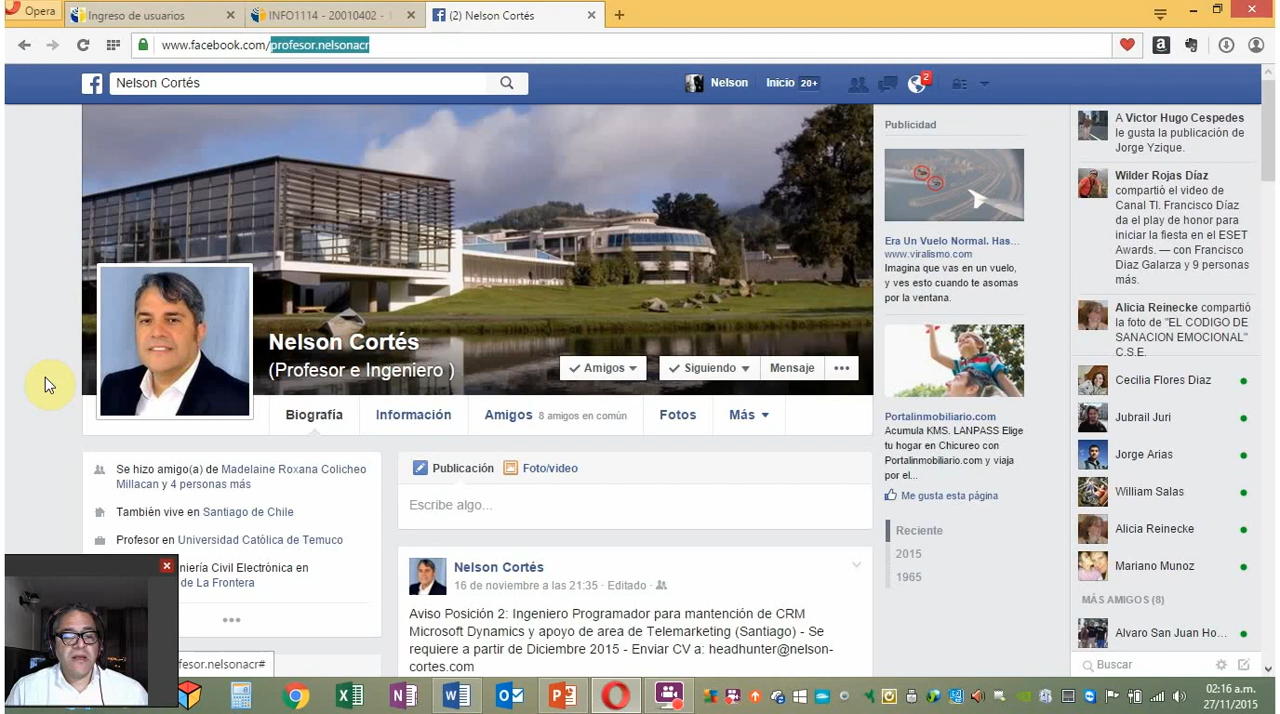 Opera
Ingreso de usuarios
INFO1114 - 20010402 -
(2) Nelson Cortés
www.facebook.com/profesor.nelsonacr
Nelson Cortés
Nelson
Inicio 20+
2
Nelson Cortés
(Profesor e Ingeniero )
Amigos
Siguiendo
Mensaje
Biografía
Información
Amigos 8 amigos en común
Fotos
Más
Se hizo amigo(a) de Madelaine Roxana Colicheo
Millacan y 4 personas más
También vive en Santiago de Chile
Profesor en Universidad Católica de Temuco
niería Civil Electrónica en
de La Frontera
fesor.nelsonacr#
Publicación
Foto/video
Escribe algo...
Nelson Cortés
16 de noviembre a las 21:35 · Editado ·
Aviso Posición 2: Ingeniero Programador para mantención de CRM
Microsoft Dynamics y apoyo de area de Telemarketing (Santiago) - Se
requiere a partir de Diciembre 2015 - Enviar CV a: headhunter@nelson-
cortes.com
Publicidad
Era Un Vuelo Normal. Has...
www.viralismo.com
Imagina que vas en un vuelo,
y ves esto cuando te asomas
por la ventana.
Portalinmobiliario.com
Acumula KMS. LANPASS Elige
tu hogar en Chicureo con
Portalinmobiliario.com y viaja
por el...
Me gusta esta página
Reciente
2015
1965
A Victor Hugo Cespedes
le gusta la publicación de
Jorge Yzique.
Wilder Rojas Díaz
compartió el video de
Canal TI. Francisco Díaz
da el play de honor para
iniciar la fiesta en el ESET
Awards. — con Francisco
Diaz Galarza y 9 personas
más.
Alicia Reinecke compartió
la foto de "EL CODIGO DE
SANACION EMOCIONAL"
C.S.E.
Cecilia Flores Diaz
Jubrail Juri
Jorge Arias
William Salas
Alicia Reinecke
Mariano Munoz
MÁS AMIGOS (8)
Alvaro San Juan Ho...
Buscar
02:16 a.m.
27/11/2015